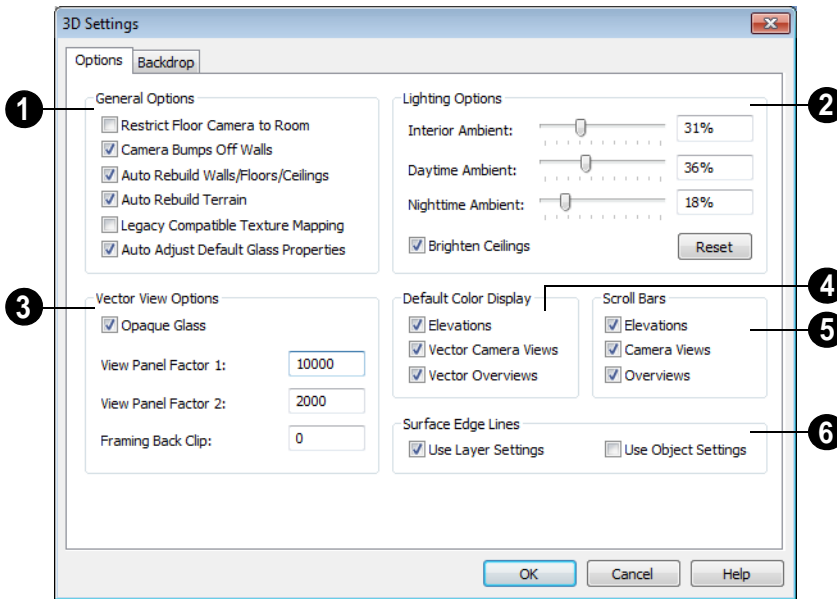 3D Settings
Options
Backdrop
1
General Options
Restrict Floor Camera to Room
Camera Bumps Off Walls
Auto Rebuild Walls/Floors/Ceilings
Auto Rebuild Terrain
Legacy Compatible Texture Mapping
Auto Adjust Default Glass Properties
2
Lighting Options
Interior Ambient: 31%
Daytime Ambient: 36%
Nighttime Ambient: 18%
Brighten Ceilings
Reset
3
Vector View Options
Opaque Glass
View Panel Factor 1: 10000
View Panel Factor 2: 2000
Framing Back Clip: 0
4
Default Color Display
Elevations
Vector Camera Views
Vector Overviews
5
Scroll Bars
Elevations
Camera Views
Overviews
6
Surface Edge Lines
Use Layer Settings
Use Object Settings
OK
Cancel
Help